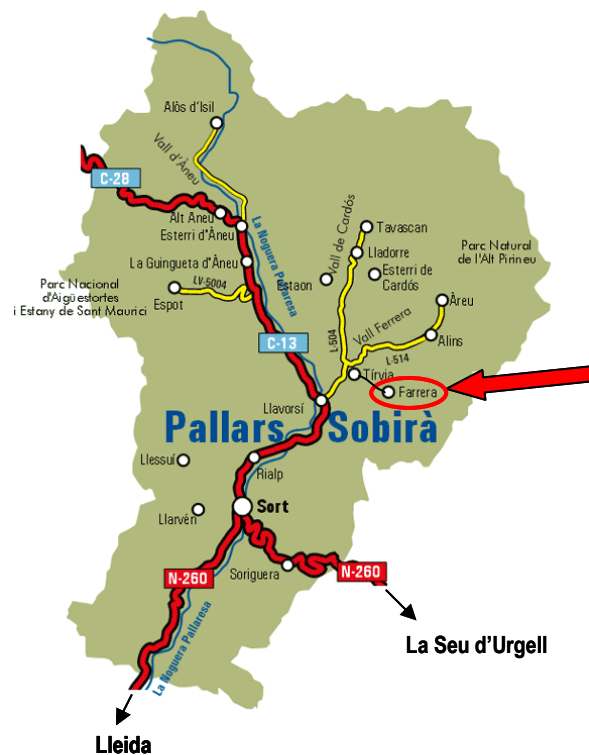 Alòs d'Isil
Vall d'Àneu
C-28
Alt Aneu
Esterri d'Àneu
La Noguera Pallaresa
Vall de Cardós
Tavascan
Lladorre
Parc Natural
de l'Alt Pirineu
La Guingueta d'Àneu
Esterri de
Cardós
Estaon
Parc Nacional
d'Aigüestortes
i Estany de Sant Maurici
LV-5004
Espot
Àreu
Vall Ferrera
L-504
C-13
Alins
L-514
Tírvia
Farrera
Llavorsí
Pallars Sobirà
Llessuí
Rialp
Sort
Llarvén
Soriguera
N-260
N-260
La Noguera Pallaresa
La Seu d'Urgell
Lleida